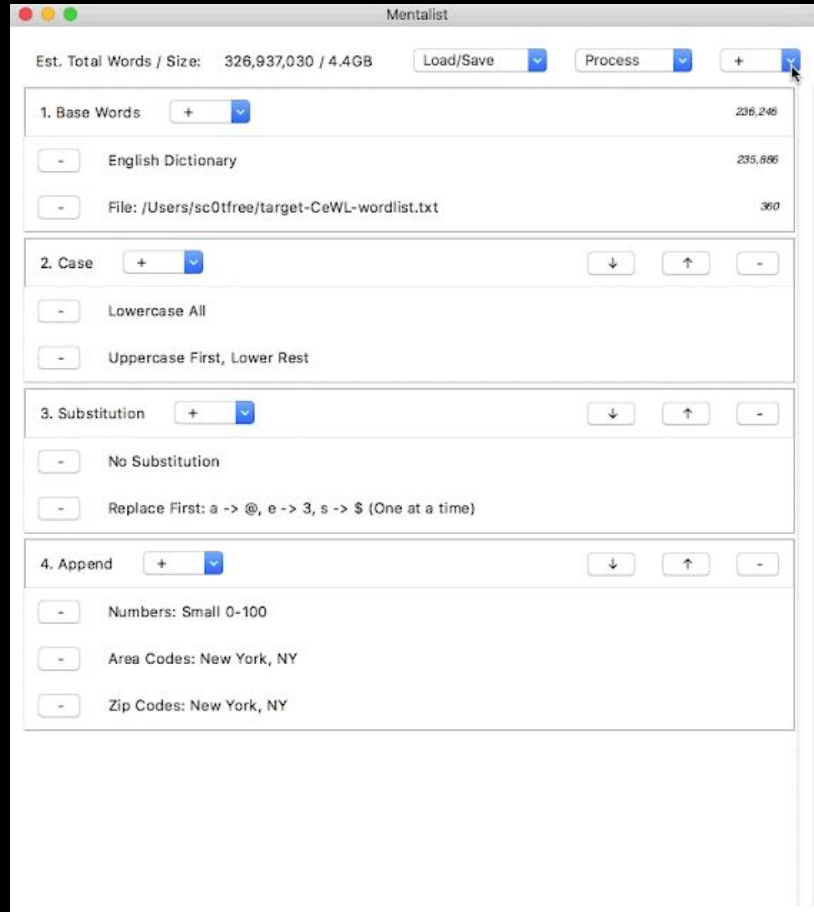 Mentalist
Est. Total Words / Size: 326,937,030 / 4.4GB Load/Save Process +
1. Base Words + 236,246
- English Dictionary 235,886
- File: /Users/sc0tfree/target-CeWL-wordlist.txt 360
2. Case + ↓ ↑ -
- Lowercase All
- Uppercase First, Lower Rest
3. Substitution + ↓ ↑ -
- No Substitution
- Replace First: a -> @, e -> 3, s -> $ (One at a time)
4. Append + ↓ ↑ -
- Numbers: Small 0-100
- Area Codes: New York, NY
- Zip Codes: New York, NY